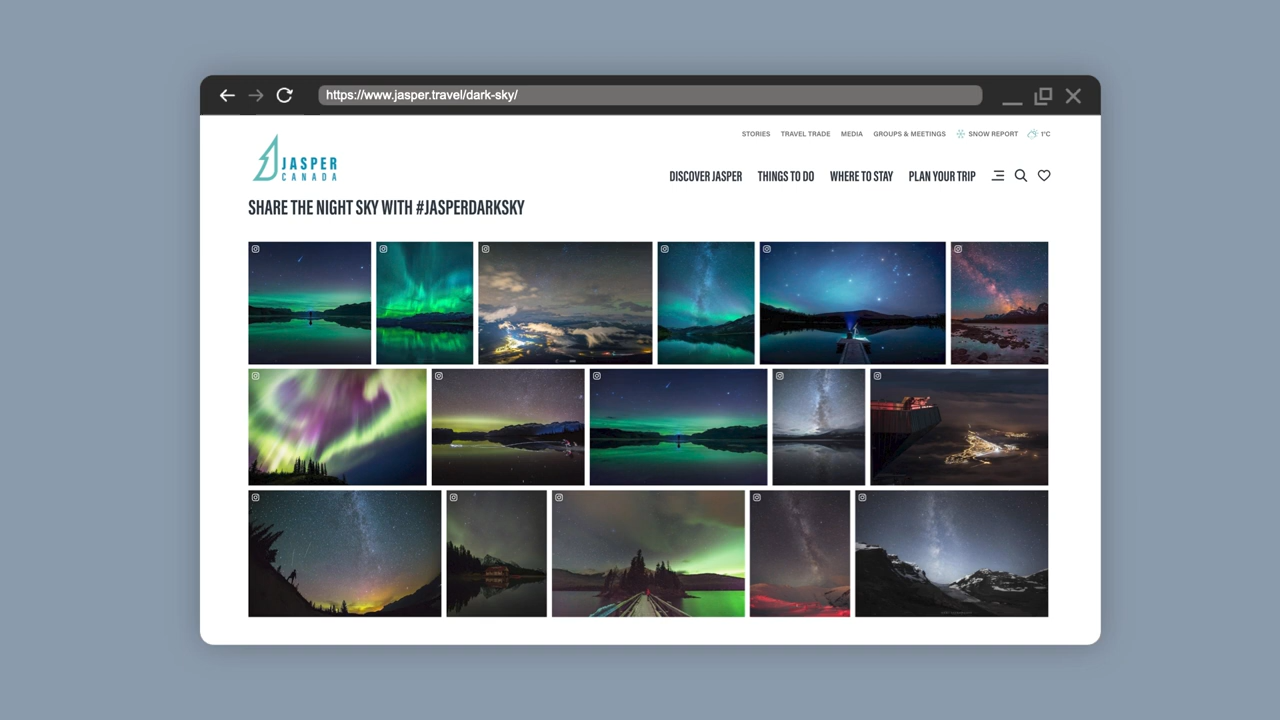 https://www.jasper.travel/dark-sky/
STORIES TRAVEL TRADE MEDIA GROUPS & MEETINGS SNOW REPORT 1°C
JASPER
CANADA
DISCOVER JASPER THINGS TO DO WHERE TO STAY PLAN YOUR TRIP
SHARE THE NIGHT SKY WITH #JASPERDARKSKY